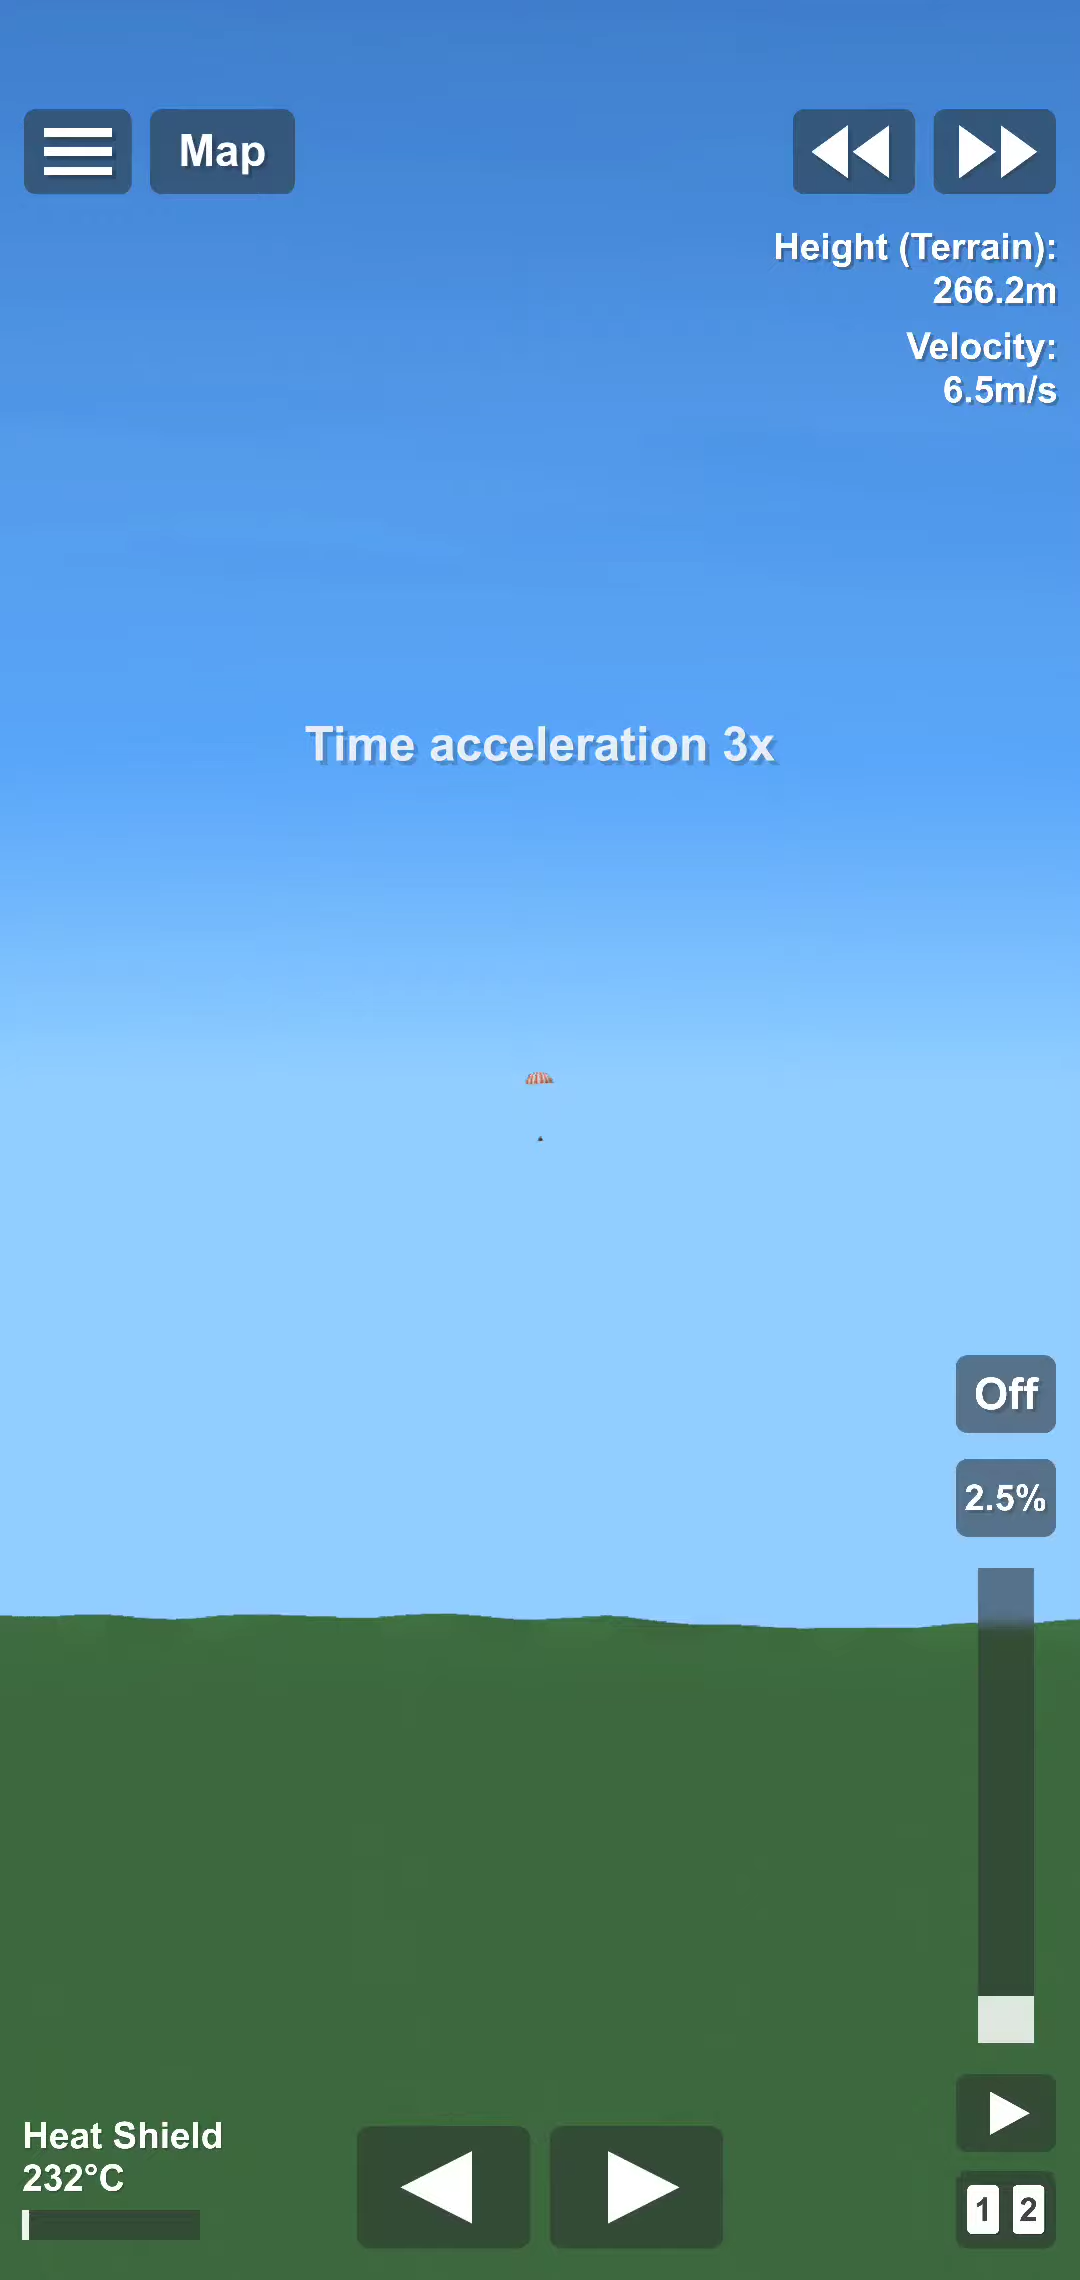 Map
Height (Terrain):
266.2m
Velocity:
6.5m/s
Time acceleration 3x
Off
2.5%
Heat Shield
232°C
1 2